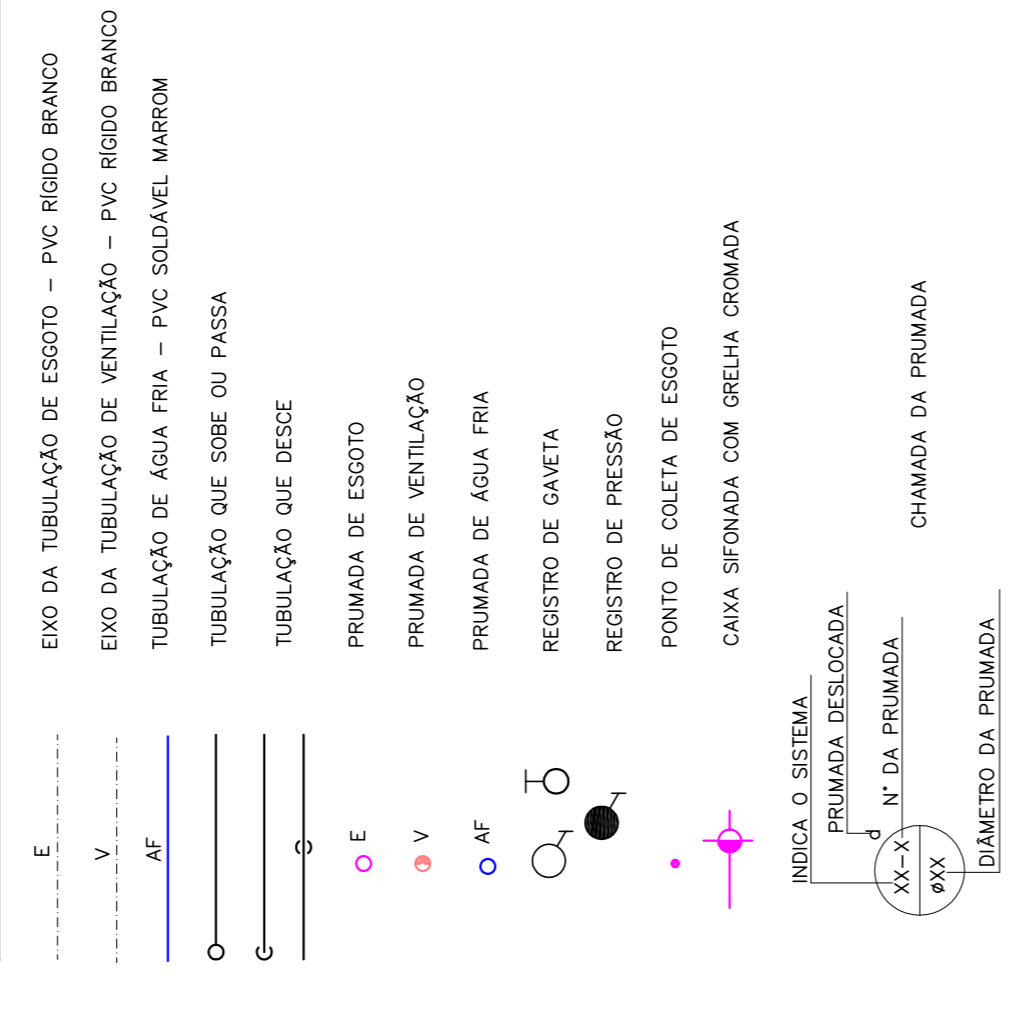 E
EIXO DA TUBULAÇÃO DE ESGOTO – PVC RÍGIDO BRANCO
V
EIXO DA TUBULAÇÃO DE VENTILAÇÃO – PVC RÍGIDO BRANCO
AF
TUBULAÇÃO DE ÁGUA FRIA – PVC SOLDÁVEL MARROM
TUBULAÇÃO QUE SOBE OU PASSA
TUBULAÇÃO QUE DESCE
E
PRUMADA DE ESGOTO
V
PRUMADA DE VENTILAÇÃO
AF
PRUMADA DE ÁGUA FRIA
REGISTRO DE GAVETA
REGISTRO DE PRESSÃO
PONTO DE COLETA DE ESGOTO
CAIXA SIFONADA COM GRELHA CROMADA
INDICA O SISTEMA
PRUMADA DESLOCADA
d
N° DA PRUMADA
XX–X
øXX
DIÂMETRO DA PRUMADA
CHAMADA DA PRUMADA